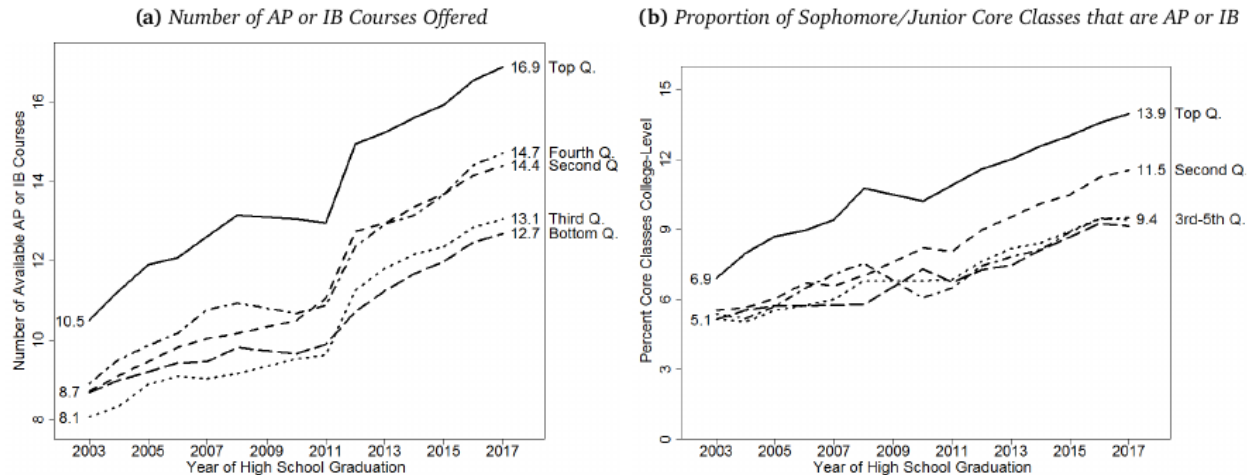 (a) Number of AP or IB Courses Offered
Number of Available AP or IB Courses
16
14
12
10
8
16.9 Top Q.
14.7 Fourth Q.
14.4 Second Q
13.1 Third Q.
12.7 Bottom Q.
10.5
8.7
8.1
2003 2005 2007 2009 2011 2013 2015 2017
Year of High School Graduation
(b) Proportion of Sophomore/Junior Core Classes that are AP or IB
Percent Core Classes College-Level
15
12
9
6
3
0
13.9 Top Q.
11.5 Second Q.
9.4 3rd-5th Q.
6.9
5.1
2003 2005 2007 2009 2011 2013 2015 2017
Year of High School Graduation